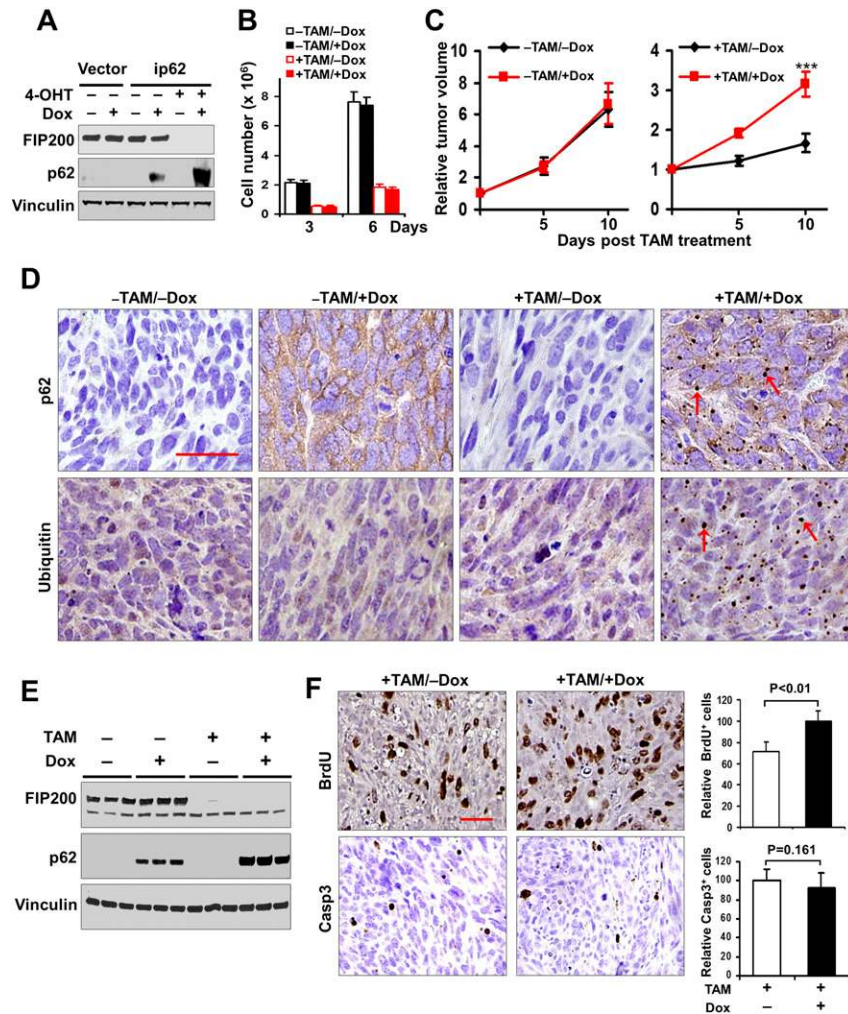 A
Vector ip62
4-OHT – – – – + +
Dox – + – + – +
FIP200
p62
Vinculin
B
–TAM/–Dox
–TAM/+Dox
+TAM/–Dox
+TAM/+Dox
Cell number (x 10⁶)
8
6
4
2
0
3 6 Days
C
Relative tumor volume
10
8
6
4
2
0
–TAM/–Dox
–TAM/+Dox
5 10
4
3
2
1
0
+TAM/–Dox
+TAM/+Dox
***
5 10
Days post TAM treatment
D
–TAM/–Dox –TAM/+Dox +TAM/–Dox +TAM/+Dox
p62
Ubiquitin
E
TAM – – + +
Dox – + – +
FIP200
p62
Vinculin
F
+TAM/–Dox +TAM/+Dox
BrdU
Casp3
Relative BrdU⁺ cells
P<0.01
120
100
80
60
40
20
0
Relative Casp3⁺ cells
P=0.161
120
100
80
60
40
20
0
TAM + +
Dox – +